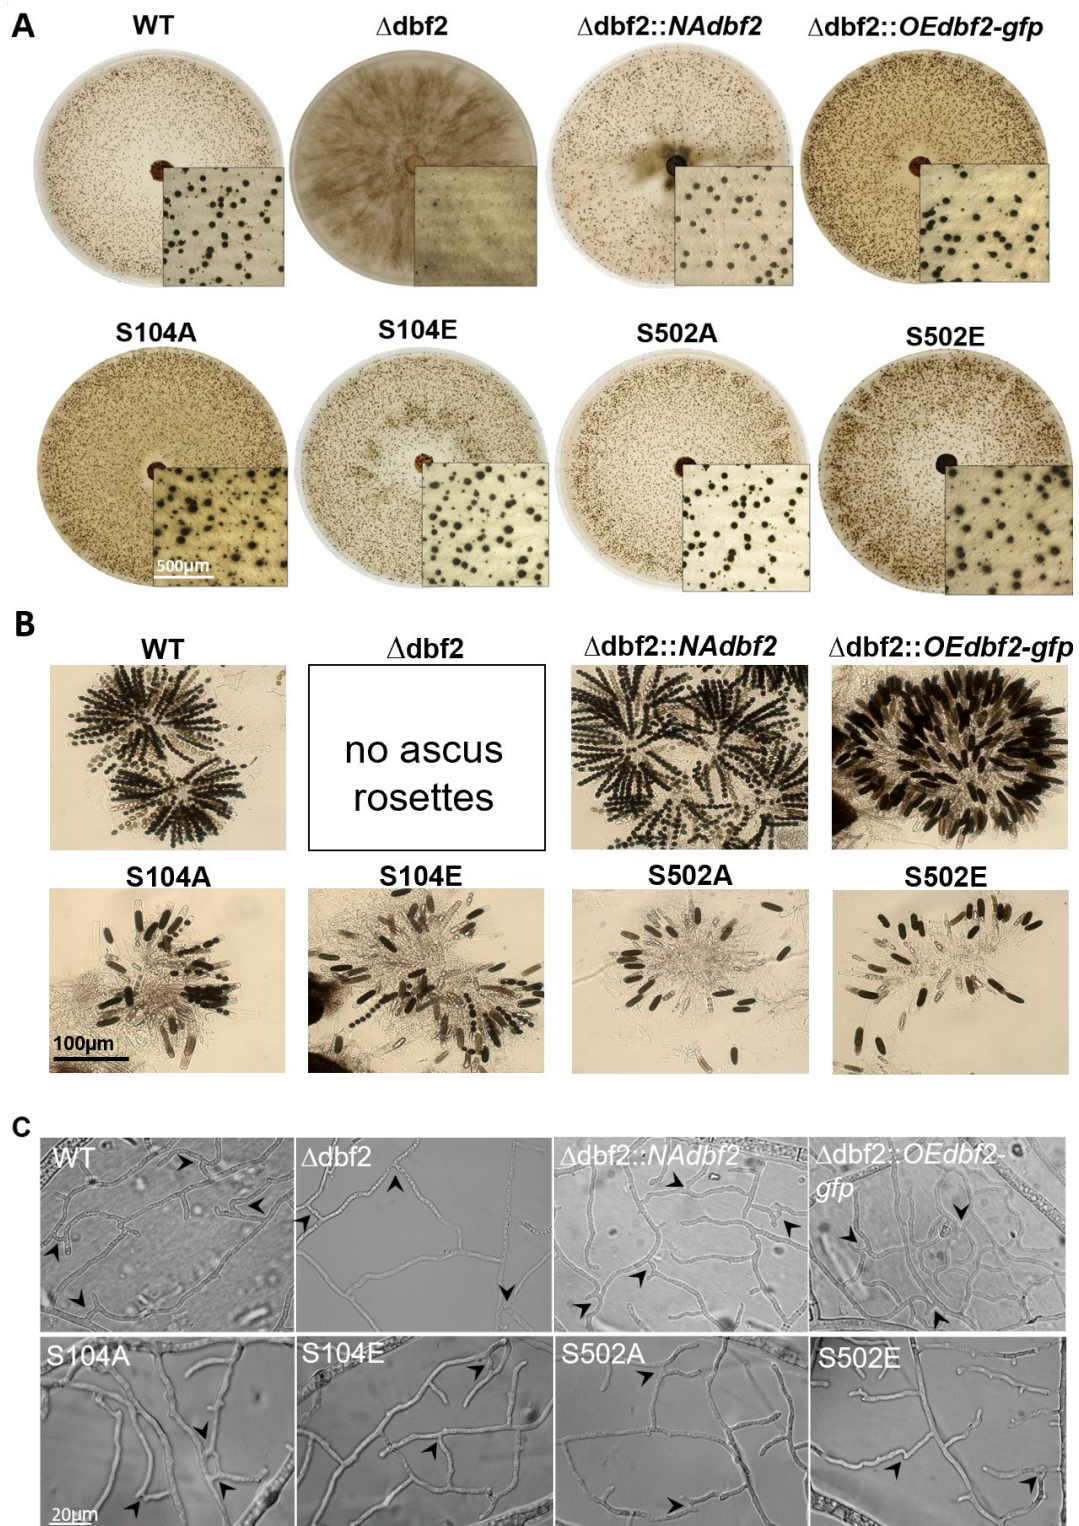 A
WT
Δdbf2
Δdbf2::NAdbf2
Δdbf2::OEdbf2-gfp
S104A
S104E
S502A
S502E
500µm
B
WT
Δdbf2
Δdbf2::NAdbf2
Δdbf2::OEdbf2-gfp
no ascus
rosettes
S104A
S104E
S502A
S502E
100µm
C
WT
Δdbf2
Δdbf2::NAdbf2
Δdbf2::OEdbf2-
gfp
S104A
S104E
S502A
S502E
20µm